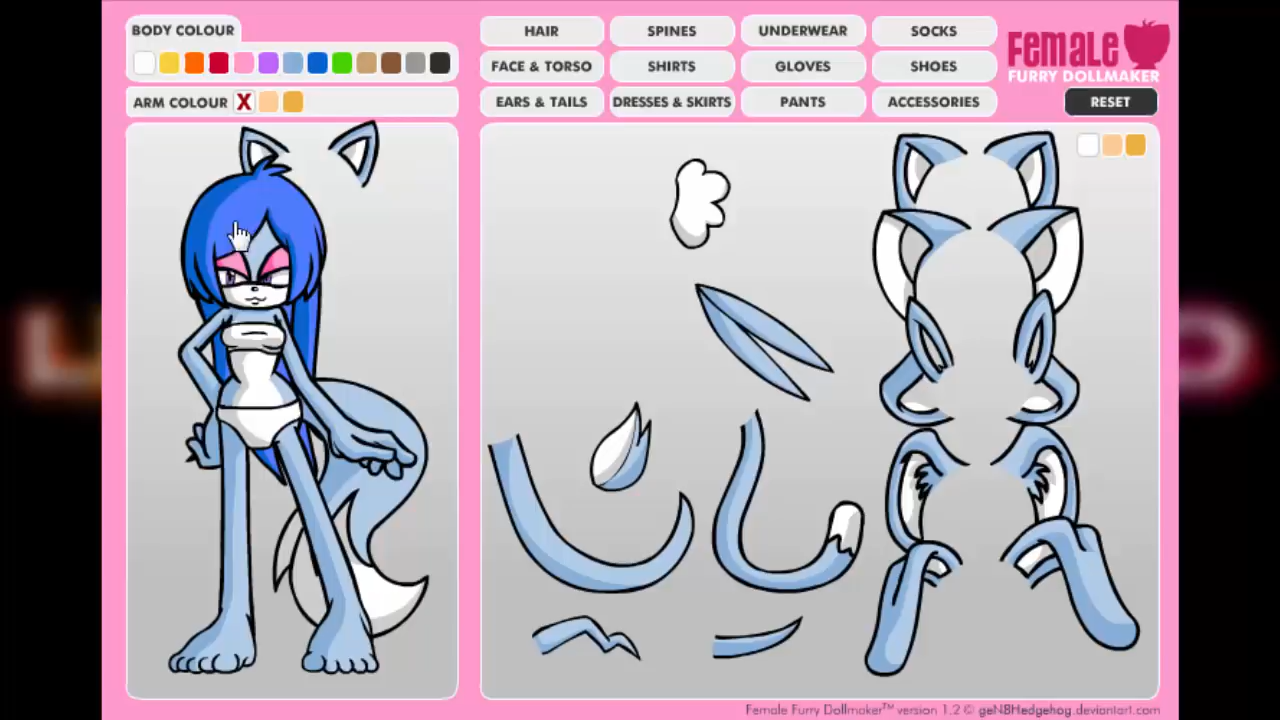 BODY COLOUR
ARM COLOUR X
HAIR SPINES UNDERWEAR SOCKS
FACE & TORSO SHIRTS GLOVES SHOES
EARS & TAILS DRESSES & SKIRTS PANTS ACCESSORIES
FEMALE
FURRY DOLLMAKER
RESET
Female Furry Dollmaker™ version 1.2 © geN8Hedgehog.deviantart.com